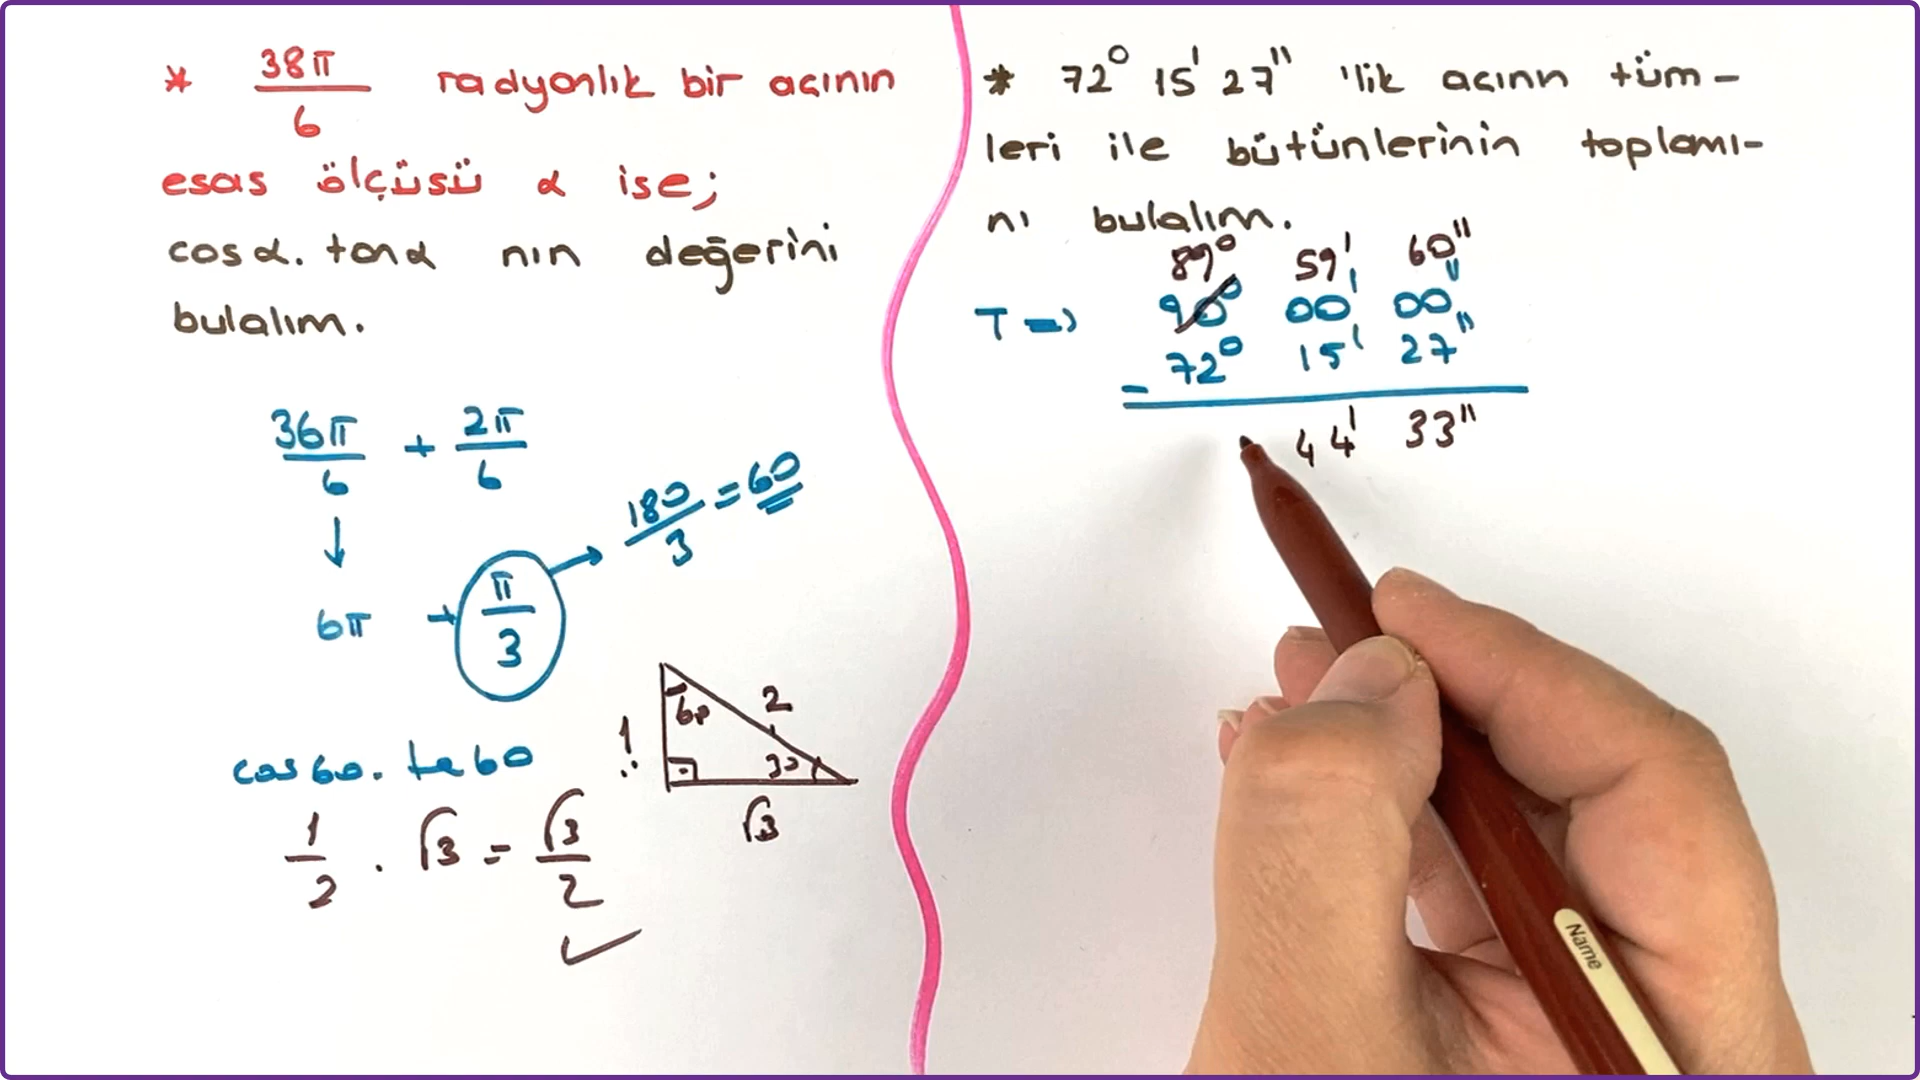 * 38π/6 radyanlık bir açının
esas ölçüsü α ise;
cosα. tanα nın değerini
bulalım.
36π/6 + 2π/6
↓
6π → π/3 → 180/3 = 60
cos60. ta60
1/2 . √3 = √3/2
✓
60 2
1 30
√3
* 72° 15' 27" 'lik açının tüm-
leri ile bütünlerinin toplamı-
nı bulalım.
89° 59' 60"
T => 90° 00' 00"
- 72° 15' 27"
44' 33"
Name